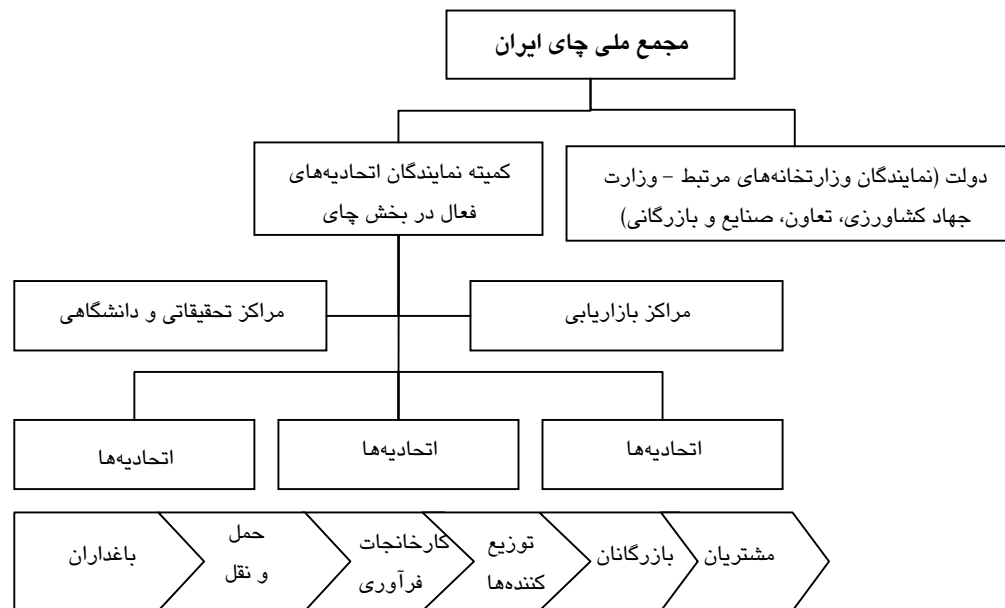 مجمع ملی چای ایران
دولت (نمایندگان وزارتخانه‌های مرتبط – وزارت
جهاد کشاورزی، تعاون، صنایع و بازرگانی)
کمیته نمایندگان اتحادیه‌های
فعال در بخش چای
مراکز بازاریابی
مراکز تحقیقاتی و دانشگاهی
اتحادیه‌ها
اتحادیه‌ها
اتحادیه‌ها
مشتریان
بازرگانان
توزیع
کننده‌ها
کارخانجات
فرآوری
حمل
و نقل
باغداران